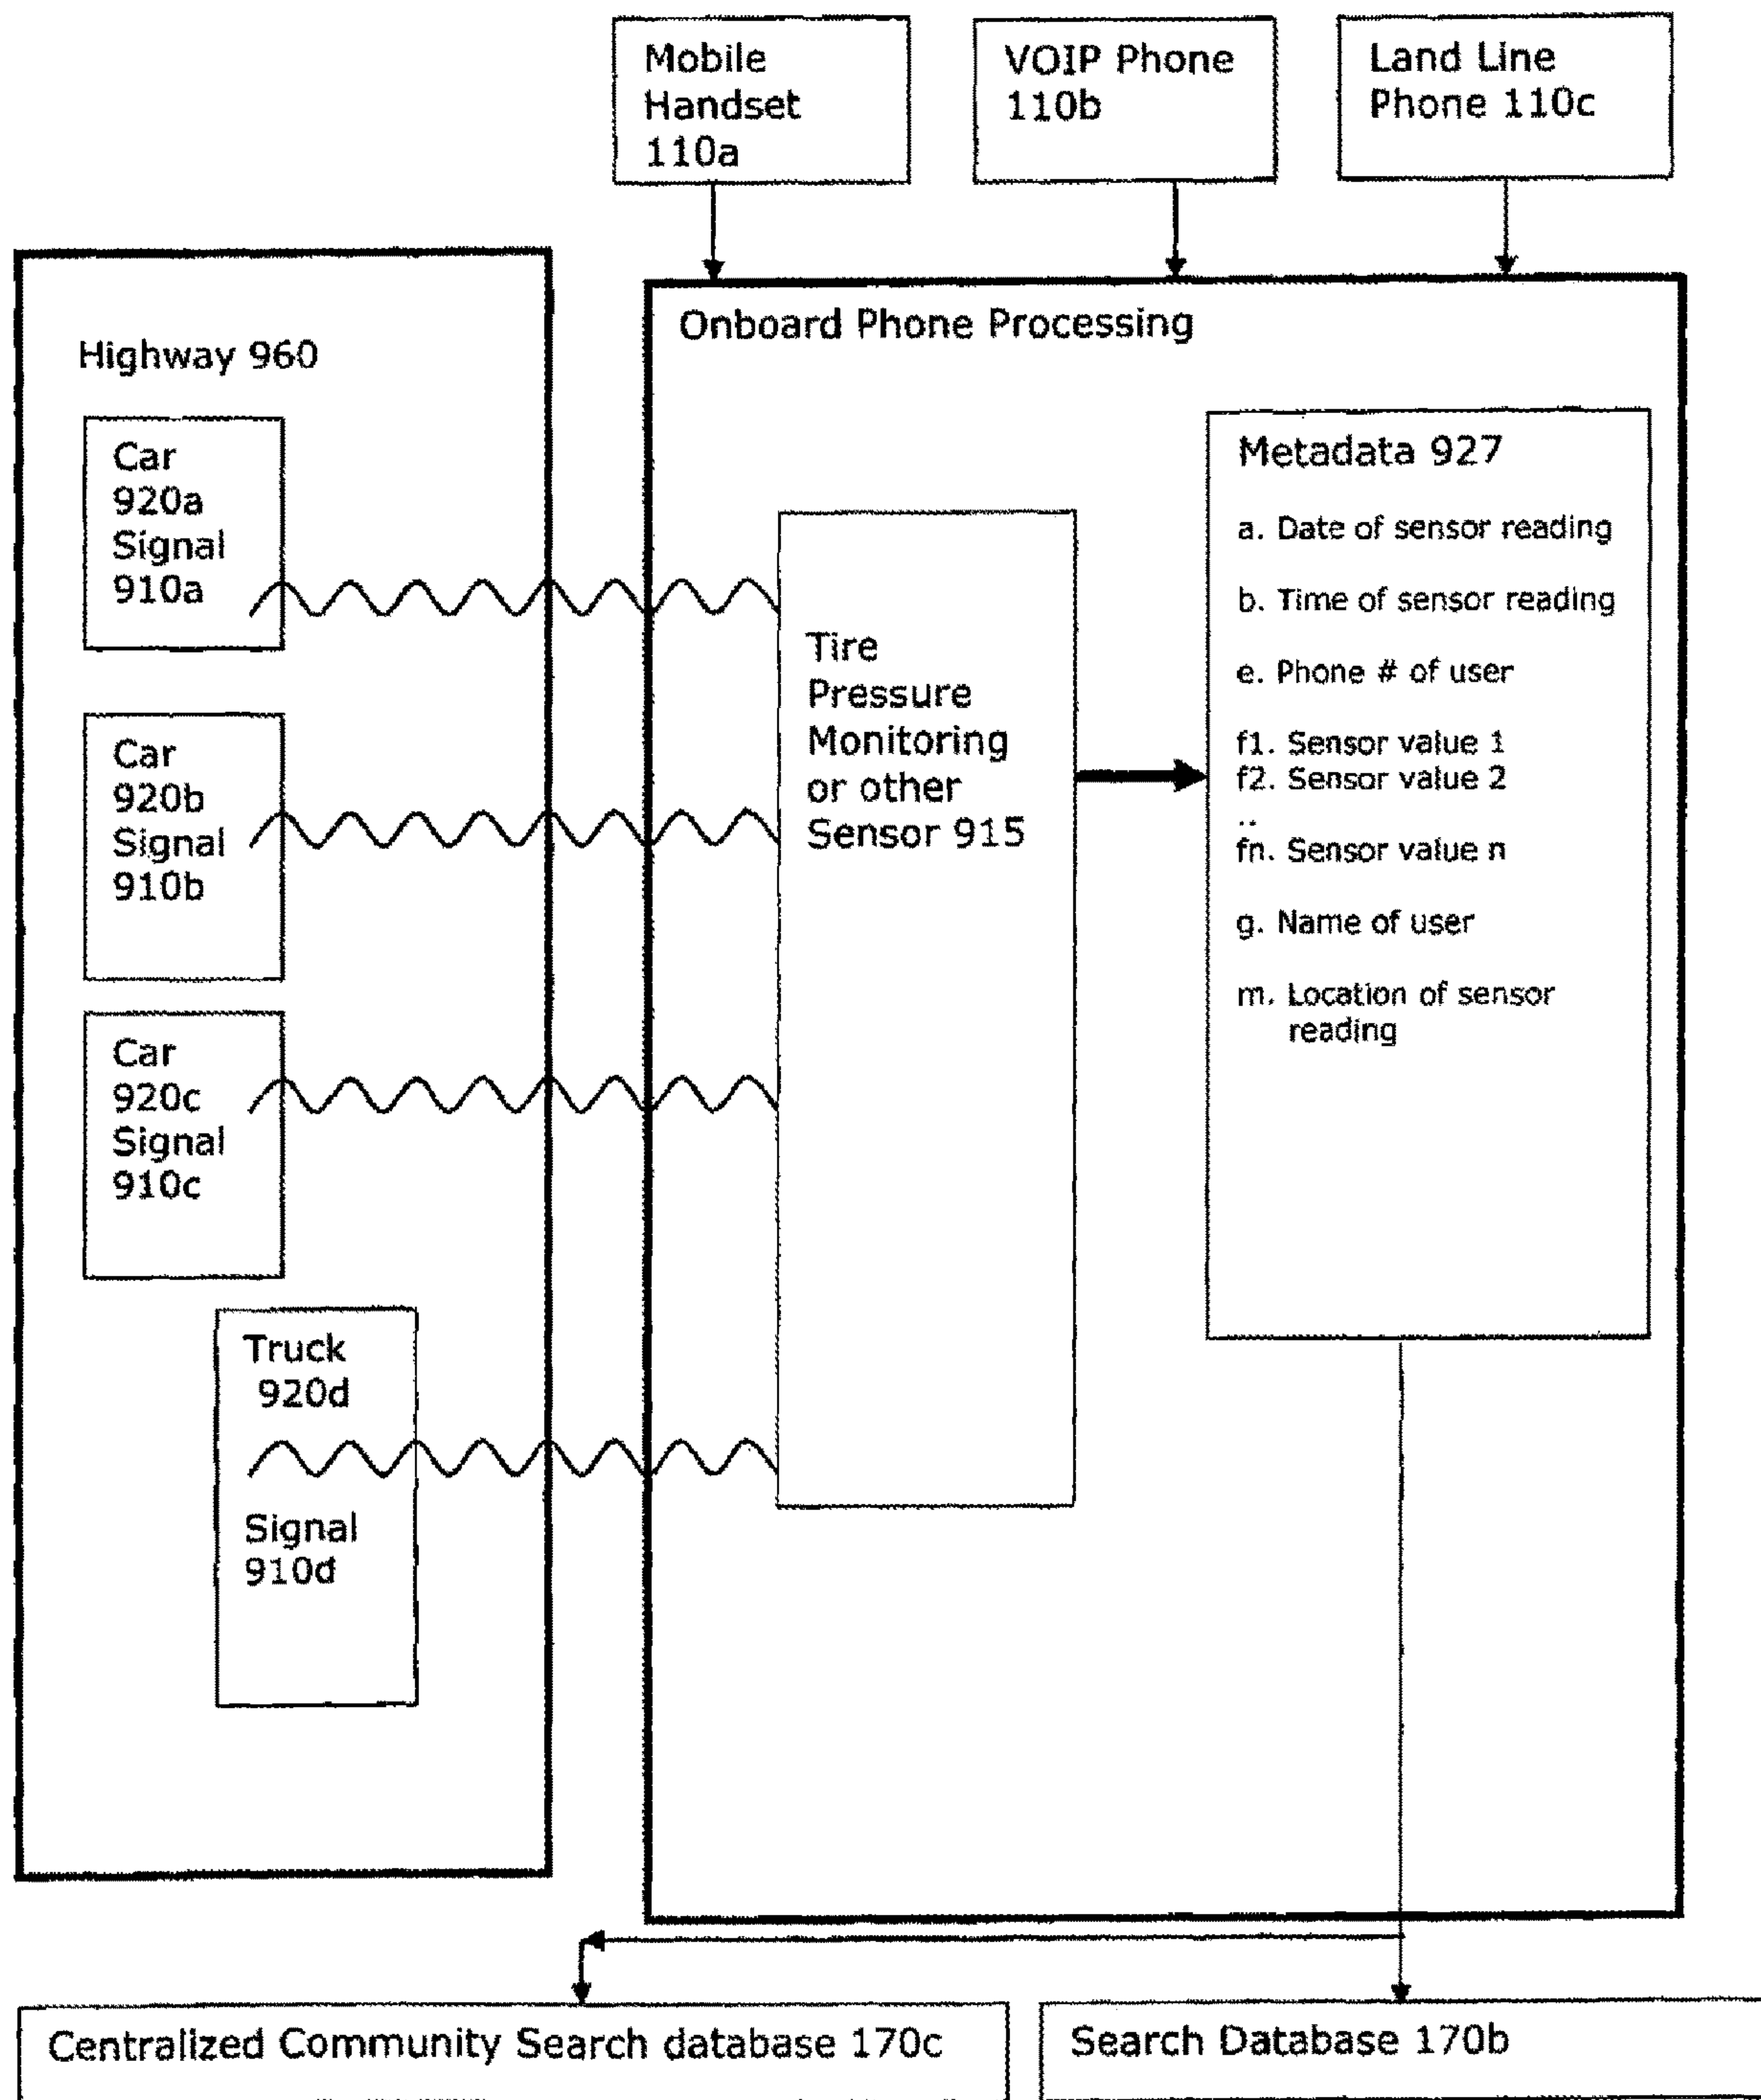 Mobile
Handset
110a
VOIP Phone
110b
Land Line
Phone 110c
Highway 960
Car
920a
Signal
910a
Car
920b
Signal
910b
Car
920c
Signal
910c
Truck
920d
Signal
910d
Onboard Phone Processing
Tire
Pressure
Monitoring
or other
Sensor 915
Metadata 927
a. Date of sensor reading
b. Time of sensor reading
e. Phone # of user
f1. Sensor value 1
f2. Sensor value 2
..
fn. Sensor value n
g. Name of user
m. Location of sensor
reading
Centralized Community Search database 170c
Search Database 170b